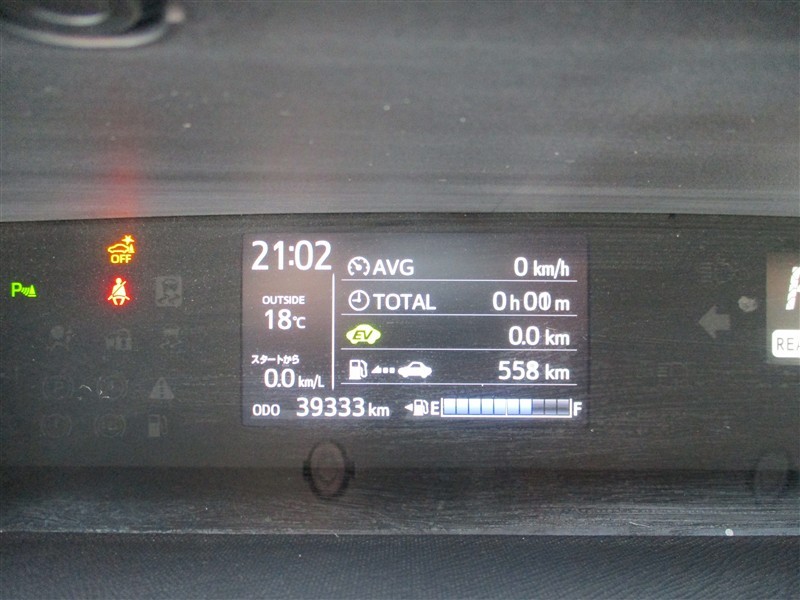 OFF
P
21:02
OUTSIDE
18℃
スタートから
0.0 km/L
AVG 0 km/h
TOTAL 0h00m
EV 0.0 km
558 km
ODO 39333 km E F
REA